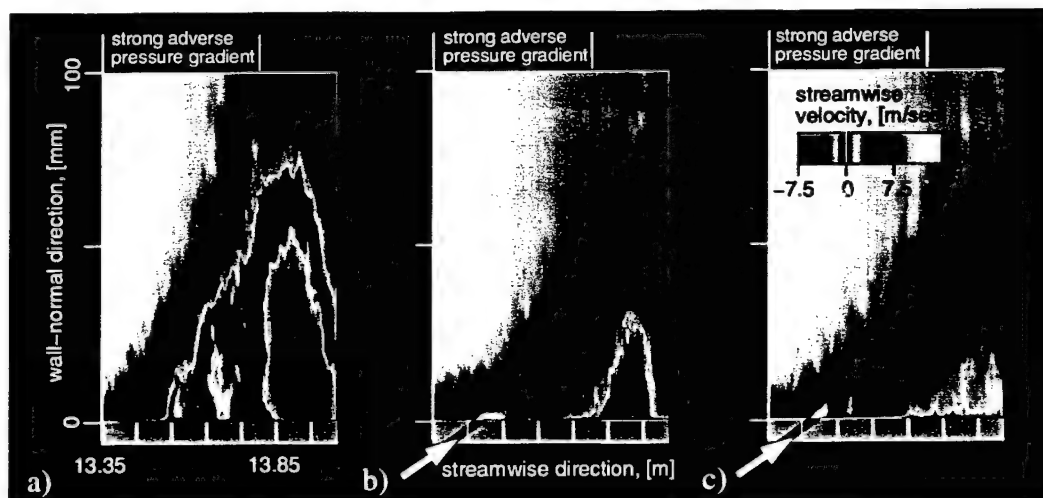 strong adverse
pressure gradient
strong adverse
pressure gradient
strong adverse
pressure gradient
100
wall-normal direction, [mm]
0
streamwise
velocity, [m/sec
-7.5 0 7.5
13.35 13.85
streamwise direction, [m]
a) b) c)